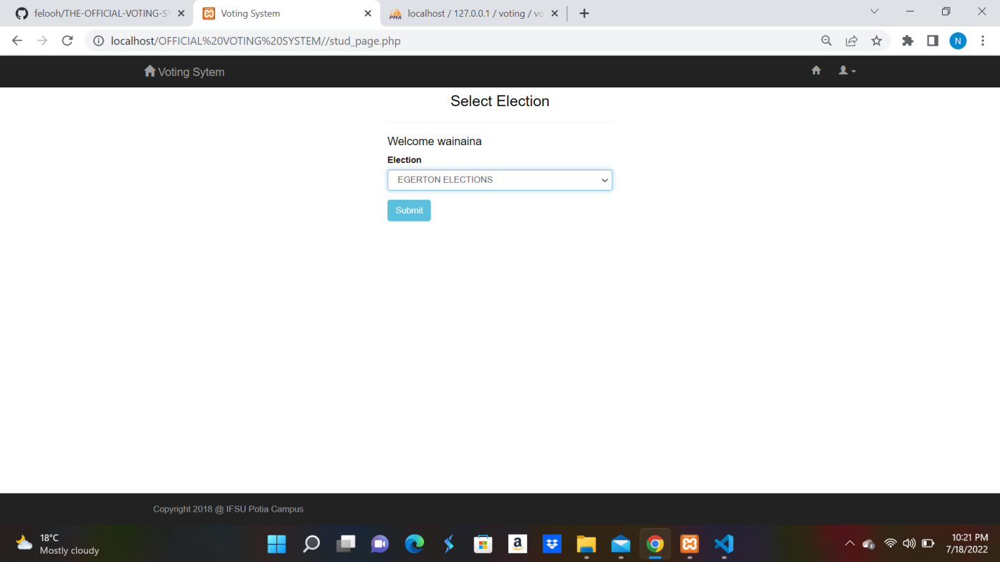 felooh/THE-OFFICIAL-VOTING-SY
Voting System
localhost / 127.0.0.1 / voting / vo
localhost/OFFICIAL%20VOTING%20SYSTEM//stud_page.php
N
Voting Sytem
Select Election
Welcome wainaina
Election
EGERTON ELECTIONS
Submit
Copyright 2018 @ IFSU Potia Campus
18°C
Mostly cloudy
10:21 PM
7/18/2022